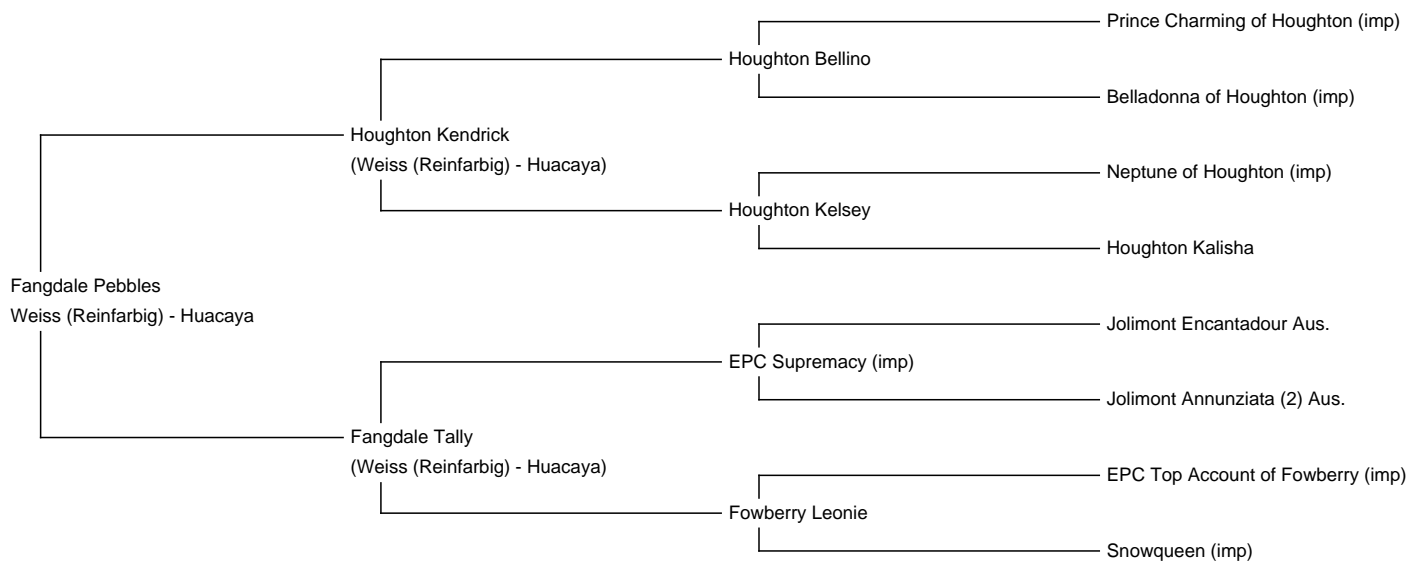 Prince Charming of Houghton (imp)
Houghton Bellino
Belladonna of Houghton (imp)
Houghton Kendrick
(Weiss (Reinfarbig) - Huacaya)
Neptune of Houghton (imp)
Houghton Kelsey
Houghton Kalisha
Fangdale Pebbles
Weiss (Reinfarbig) - Huacaya
Jolimont Encantadour Aus.
EPC Supremacy (imp)
Jolimont Annunziata (2) Aus.
Fangdale Tally
(Weiss (Reinfarbig) - Huacaya)
EPC Top Account of Fowberry (imp)
Fowberry Leonie
Snowqueen (imp)